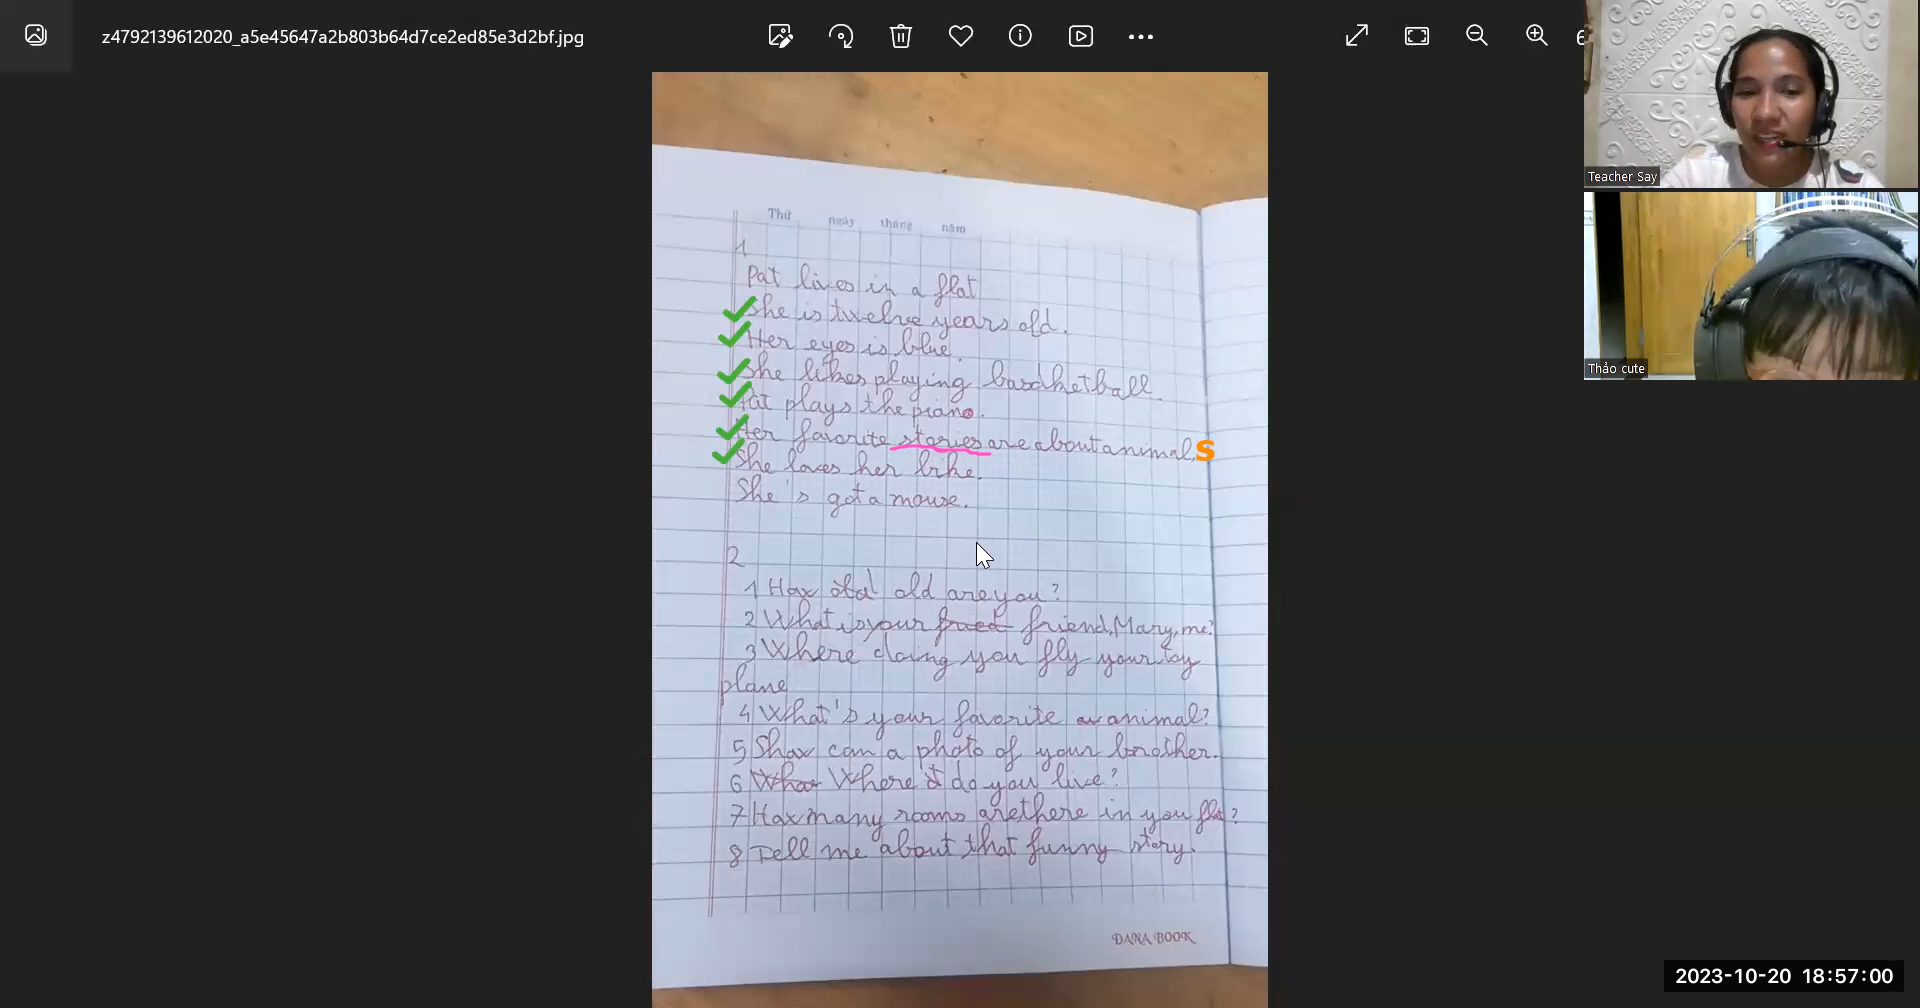 z4792139612020_a5e45647a2b803b64d7ce2ed85e3d2bf.jpg
Teacher Say
Thảo cute
Thứ ngày tháng năm
1
Pat lives in a flat
She is twelve years old.
Her eyes is blue.
She likes playing basdketball.
Pat plays the piano.
Her favorite stories are about animal, s
She loves her bike.
She's got a mouse.
2
1 How old are you?
2 What is your fried friend, Mary, me?
3 Where doing you fly your toy
plane
4 What's your favorite animal?
5 Show can a photo of your brother.
6 Where do you live?
7 How many rooms are there in you flat?
8 Tell me about that funny story.
DANA BOOK
2023-10-20 18:57:00